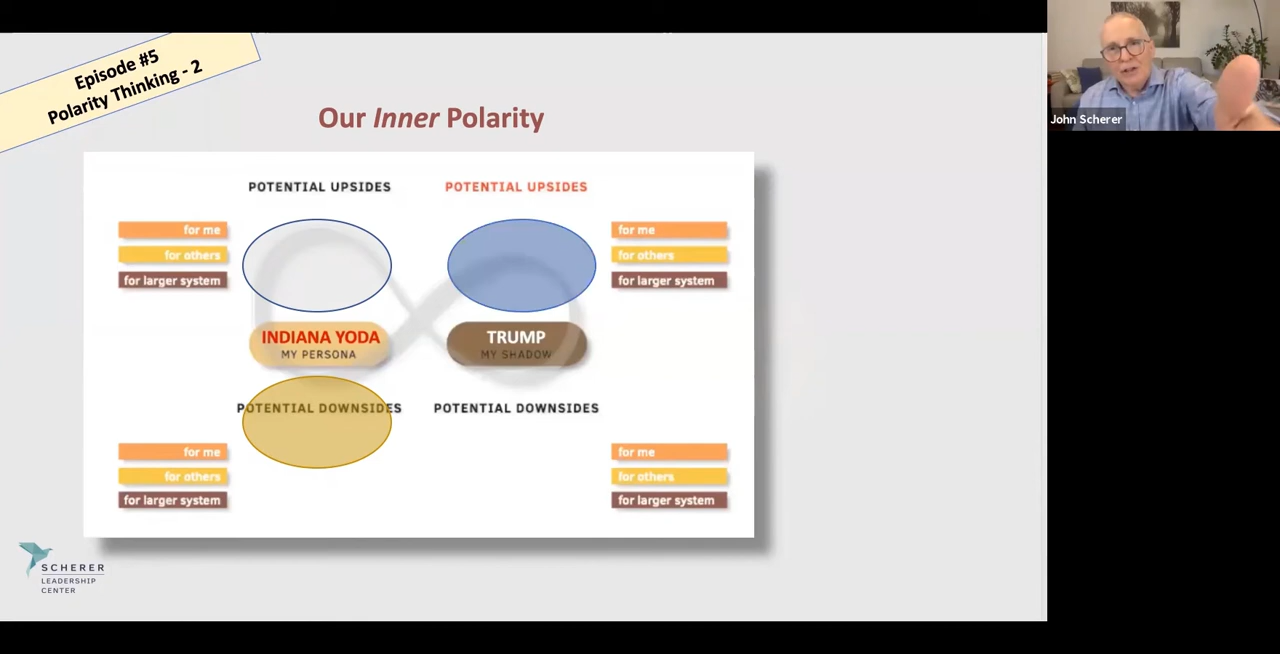 Episode #5
Polarity Thinking - 2
Our Inner Polarity
POTENTIAL UPSIDES
POTENTIAL UPSIDES
for me
for others
for larger system
for me
for others
for larger system
INDIANA YODA
MY PERSONA
TRUMP
MY SHADOW
POTENTIAL DOWNSIDES
POTENTIAL DOWNSIDES
for me
for others
for larger system
for me
for others
for larger system
SCHERER
LEADERSHIP
CENTER
John Scherer